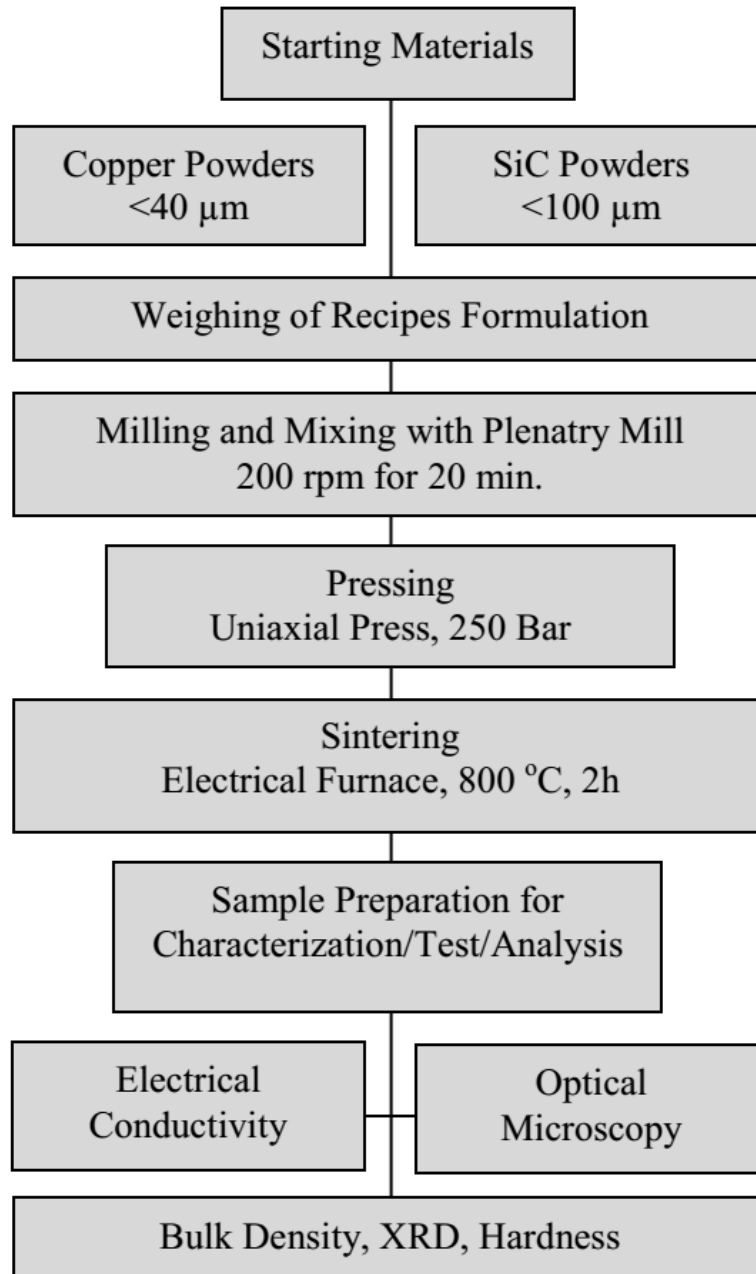 Starting Materials
Copper Powders
<40 µm
SiC Powders
<100 µm
Weighing of Recipes Formulation
Milling and Mixing with Plenatry Mill
200 rpm for 20 min.
Pressing
Uniaxial Press, 250 Bar
Sintering
Electrical Furnace, 800 °C, 2h
Sample Preparation for
Characterization/Test/Analysis
Electrical
Conductivity
Optical
Microscopy
Bulk Density, XRD, Hardness